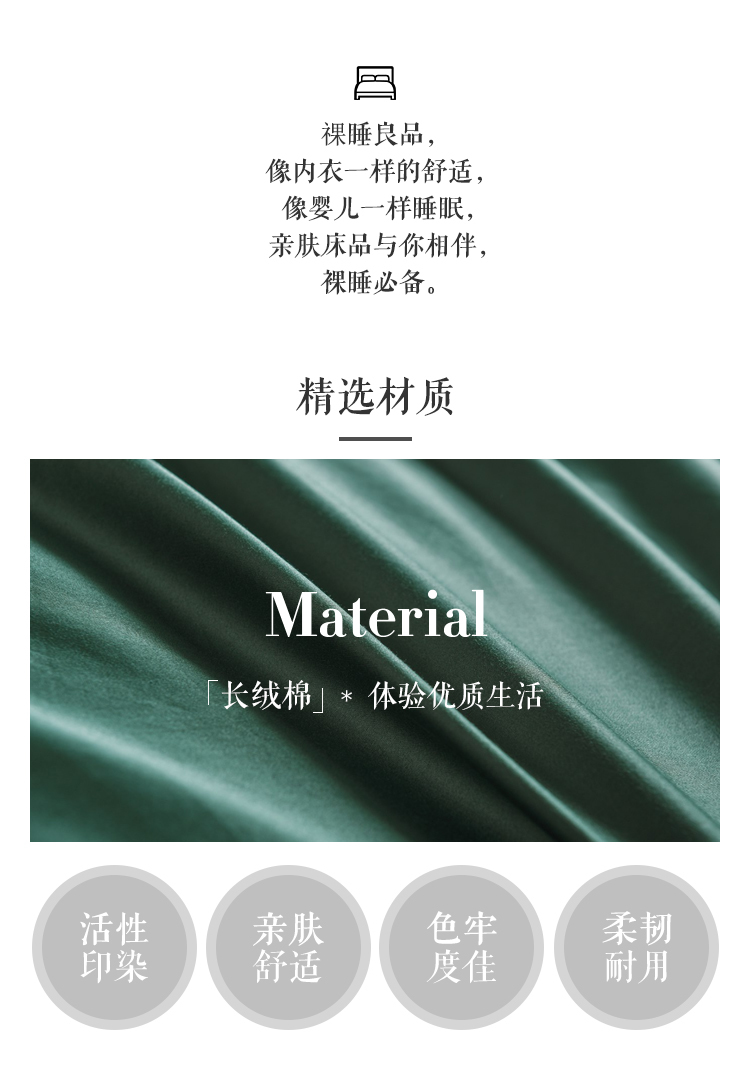 裸睡良品，
像内衣一样的舒适，
像婴儿一样睡眠，
亲肤床品与你相伴，
裸睡必备。
精选材质
Material
「长绒棉」* 体验优质生活
活性
印染
亲肤
舒适
色牢
度佳
柔韧
耐用